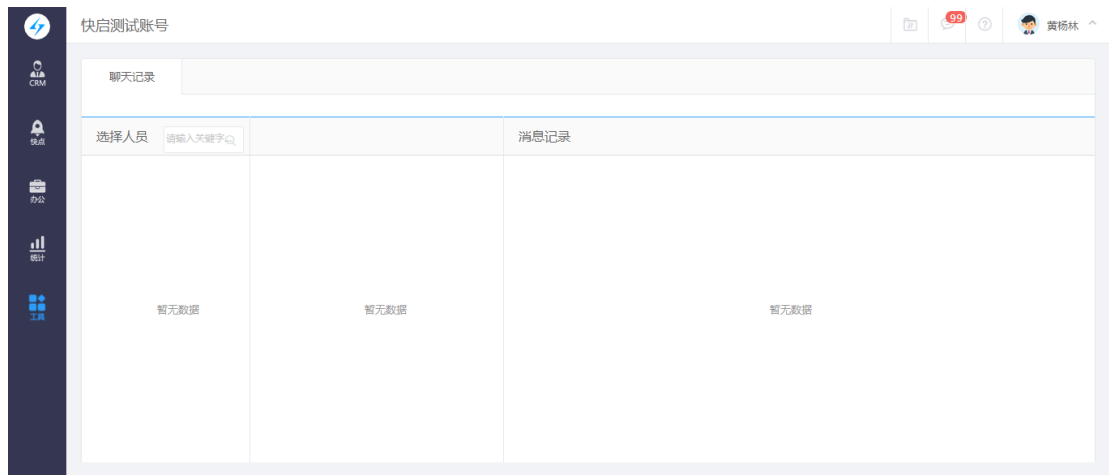 快启测试账号
99
黄杨林
CRM
快点
办公
统计
工具
聊天记录
选择人员
请输入关键字
消息记录
暂无数据
暂无数据
暂无数据